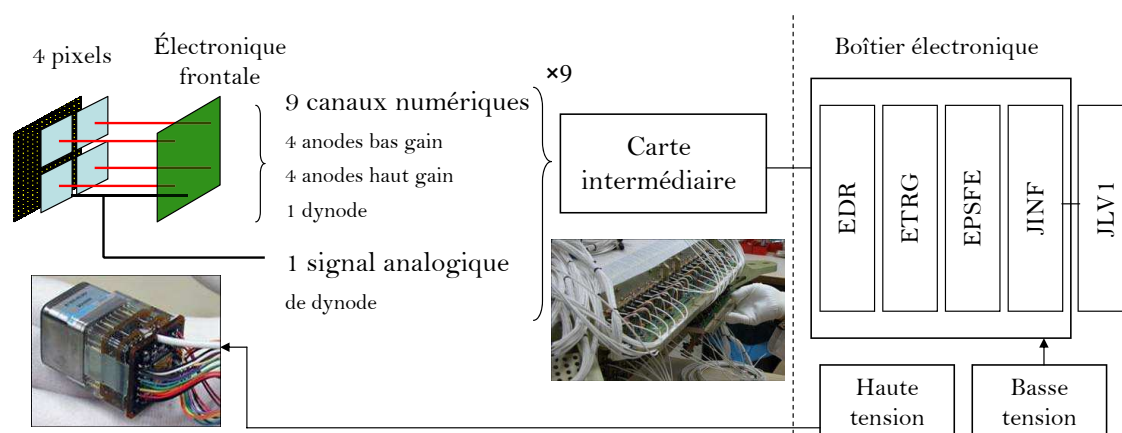 4 pixels
Électronique
frontale
×9
9 canaux numériques
4 anodes bas gain
4 anodes haut gain
1 dynode
1 signal analogique
de dynode
Carte
intermédiaire
Boîtier électronique
EDR
ETRG
EPSFE
JINF
JLV1
Haute
tension
Basse
tension